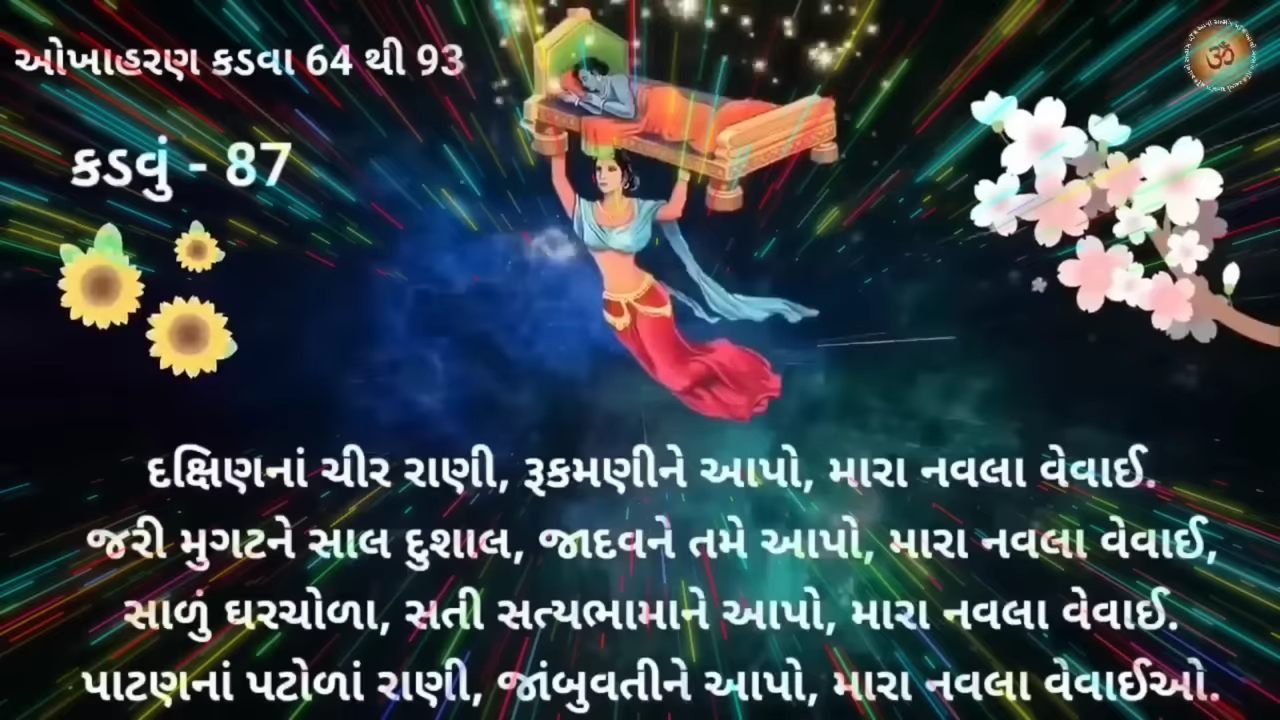 ઓખાહરણ કડવા 64 થી 93
કડવું - 87
ૐ
દક્ષિણનાં ચીર રાણી, રૂકમણીને આપો, મારા નવલા વેવાઈ.
જરી મુગટને સાલ દુશાલ, જાદવને તમે આપો, મારા નવલા વેવાઈ,
સાળું ઘરચોળા, સતી સત્યભામાને આપો, મારા નવલા વેવાઈ.
પાટણનાં પટોળાં રાણી, જાંબુવતીને આપો, મારા નવલા વેવાઈઓ.